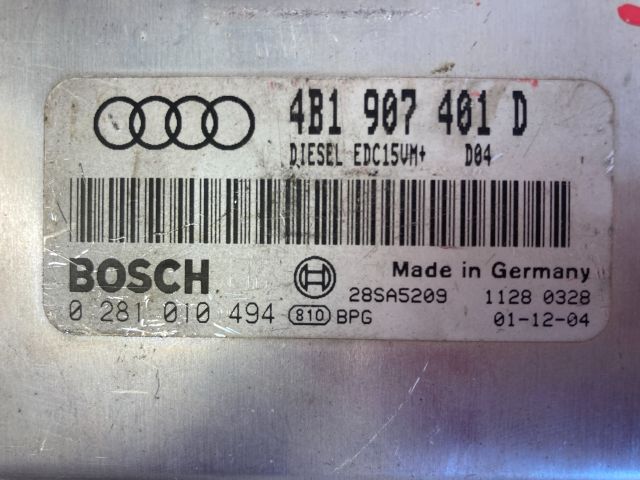 4B1 907 401 D
DIESEL EDC15VM+ D04
BOSCH Made in Germany
28SA5209 1128 0328
0 281 010 494 810 BPG 01-12-04